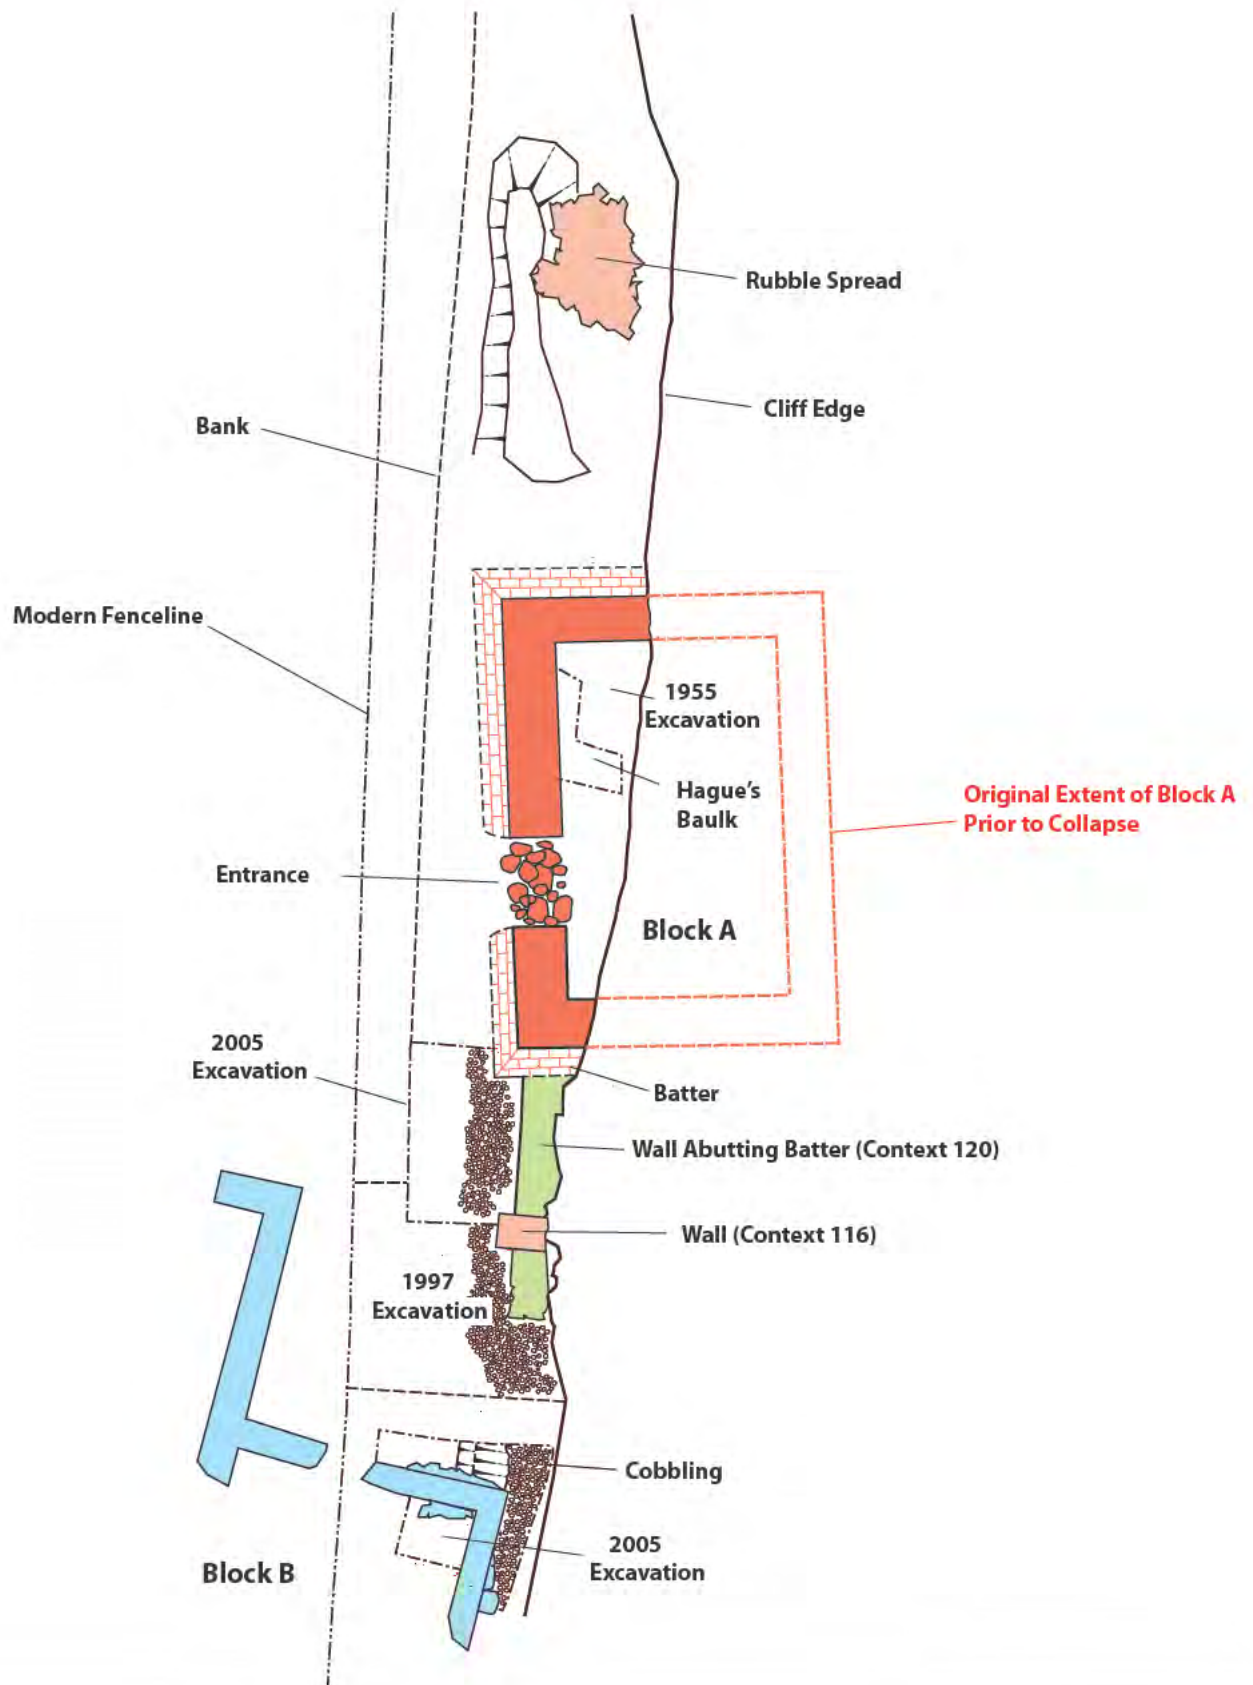 Rubble Spread
Cliff Edge
Bank
Modern Fenceline
1955
Excavation
Hague's
Baulk
Original Extent of Block A
Prior to Collapse
Entrance
Block A
2005
Excavation
Batter
Wall Abutting Batter (Context 120)
Wall (Context 116)
1997
Excavation
Cobbling
2005
Excavation
Block B